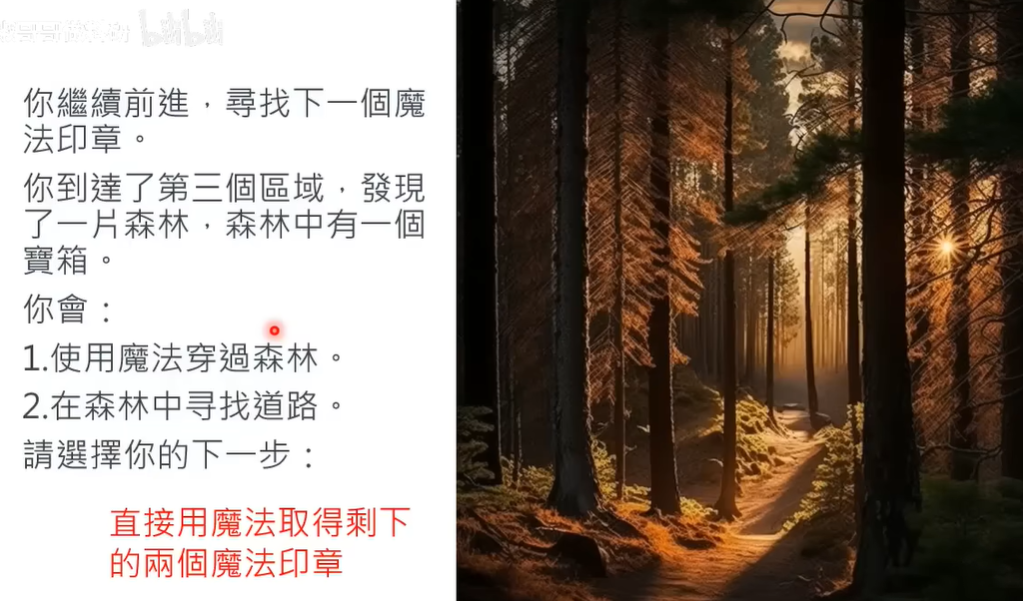 你繼續前進，尋找下一個魔
法印章。
你到達了第三個區域，發現
了一片森林，森林中有一個
寶箱。
你會：
1.使用魔法穿過森林。
2.在森林中寻找道路。
請選擇你的下一步：
直接用魔法取得剩下
的兩個魔法印章